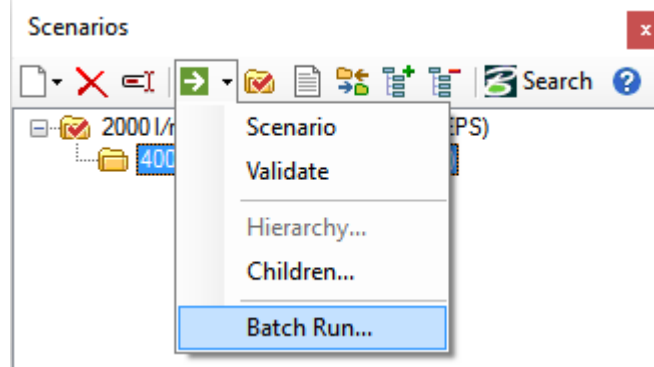 Scenarios
Search
2000 l/ EPS)
400
Scenario
Validate
Hierarchy...
Children...
Batch Run...